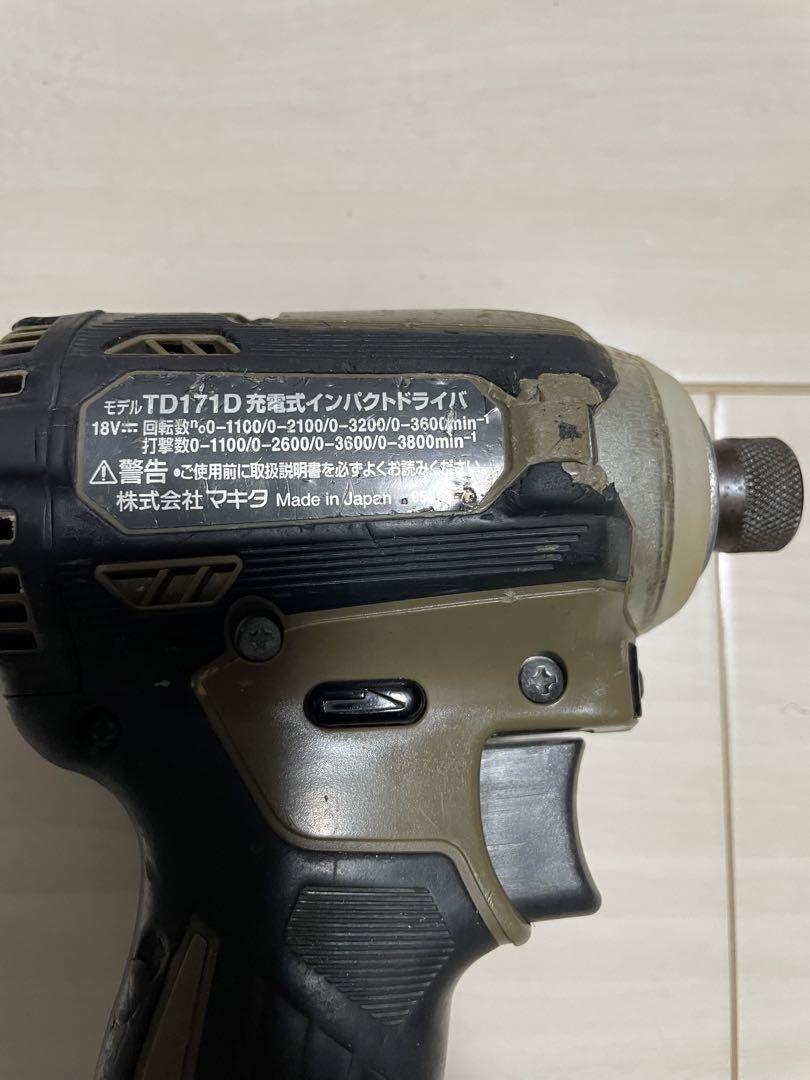 モデル TD171D 充電式インパクトドライバ
18V⎓ 回転数n₀0-1100/0-2100/0-3200/0-3600min⁻¹
打撃数0-1100/0-2600/0-3600/0-3800min⁻¹
⚠警告 •ご使用前に取扱説明書を必ずよくお読みください
株式会社マキタ Made in Japan